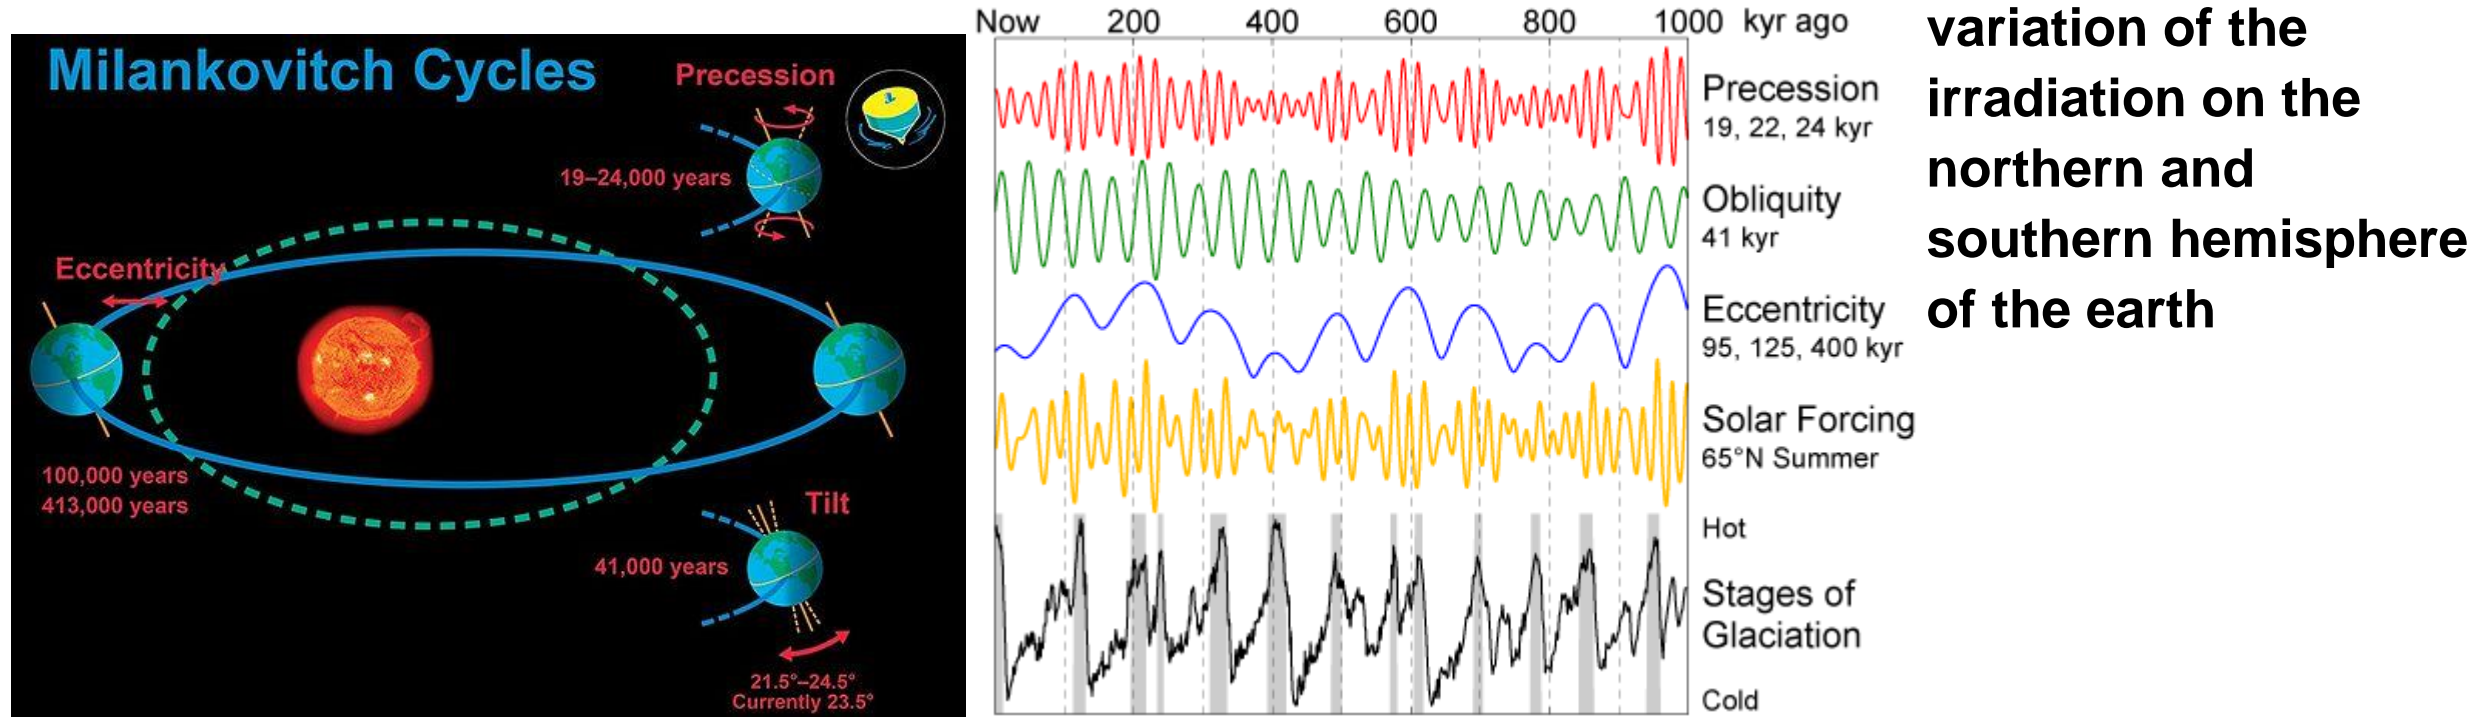 Milankovitch Cycles
Precession
19–24,000 years
Eccentricity
100,000 years
413,000 years
Tilt
41,000 years
21.5°–24.5°
Currently 23.5°
Now 200 400 600 800 1000 kyr ago
Precession
19, 22, 24 kyr
Obliquity
41 kyr
Eccentricity
95, 125, 400 kyr
Solar Forcing
65°N Summer
Hot
Stages of
Glaciation
Cold
variation of the
irradiation on the
northern and
southern hemisphere
of the earth